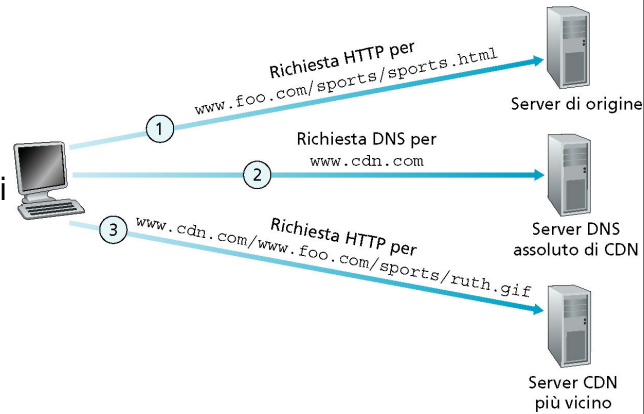 Richiesta HTTP per
www.foo.com/sports/sports.html
1
Server di origine
Richiesta DNS per
www.cdn.com
2
i
Server DNS
assoluto di CDN
3
Richiesta HTTP per
www.cdn.com/www.foo.com/sports/ruth.gif
Server CDN
più vicino